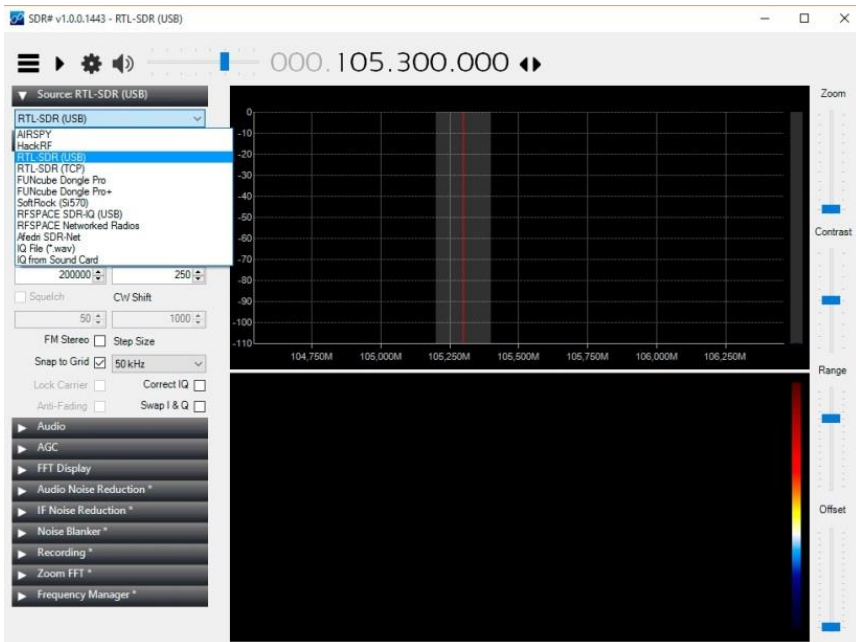 SDR# v1.0.0.1443 - RTL-SDR (USB)
000.105.300.000
Source: RTL-SDR (USB)
RTL-SDR (USB)
AIRSPY
HackRF
RTL-SDR (USB)
RTL-SDR (TCP)
FUNcube Dongle Pro
FUNcube Dongle Pro+
SoftRock (Si570)
RFSPACE SDR-IQ (USB)
RFSPACE Networked Radios
Afedri SDR-Net
IQ File (*.wav)
IQ from Sound Card
200000 250
Squelch CW Shift
50 1000
FM Stereo Step Size
Snap to Grid 50 kHz
Lock Carrier Correct IQ
Anti-Fading Swap I & Q
Audio
AGC
FFT Display
Audio Noise Reduction *
IF Noise Reduction *
Noise Blanker *
Recording *
Zoom FFT *
Frequency Manager *
0
-10
-20
-30
-40
-50
-60
-70
-80
-90
-100
-110
104,750M 105,000M 105,250M 105,500M 105,750M 106,000M 106,250M
Zoom
Contrast
Range
Offset